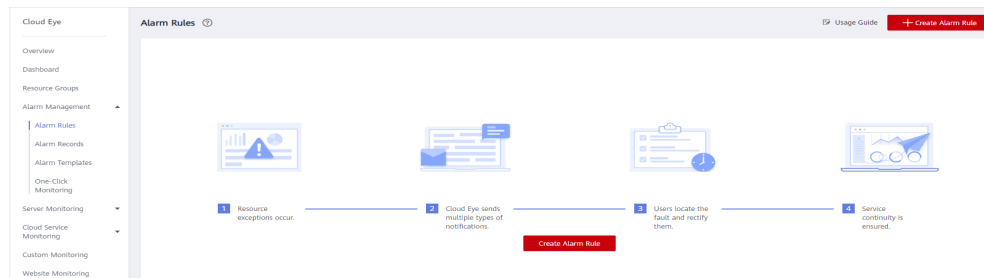 Cloud Eye
Overview
Dashboard
Resource Groups
Alarm Management
Alarm Rules
Alarm Records
Alarm Templates
One-Click
Monitoring
Server Monitoring
Cloud Service
Monitoring
Custom Monitoring
Website Monitoring
Alarm Rules ?
Usage Guide
+ Create Alarm Rule
1 Resource
exceptions occur.
2 Cloud Eye sends
multiple types of
notifications.
3 Users locate the
fault and rectify
them.
4 Service
continuity is
ensured.
Create Alarm Rule